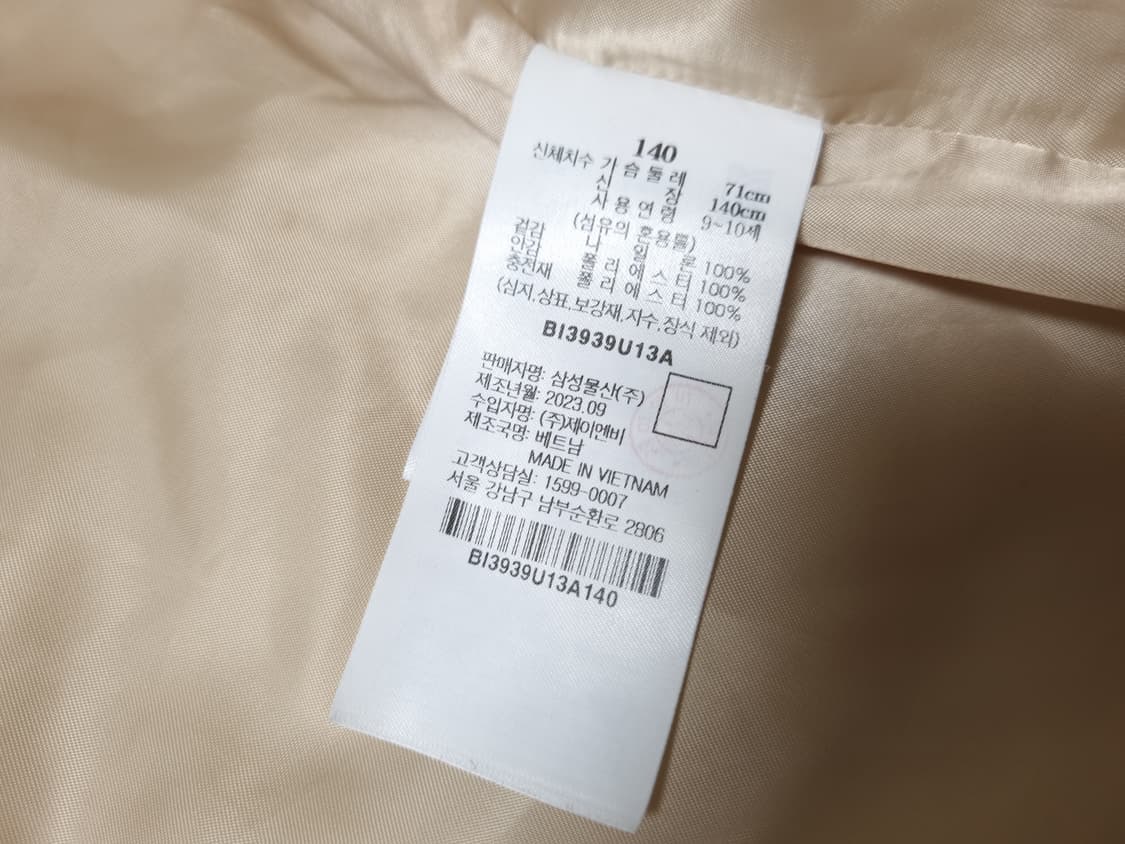 140
신체치수 가슴둘레 71cm
신장 140cm
사용연령 9~10세
(섬유의 혼용률)
겉감 나일론 100%
안감 폴리에스터 100%
충전재 폴리에스터 100%
(심지,상표,보강재,자수,장식 제외)
BI3939U13A
판매자명: 삼성물산(주)
제조년월: 2023.09
수입자명: (주)제이엔비
제조국명: 베트남
MADE IN VIETNAM
고객상담실: 1599-0007
서울 강남구 남부순환로 2806
BI3939U13A140